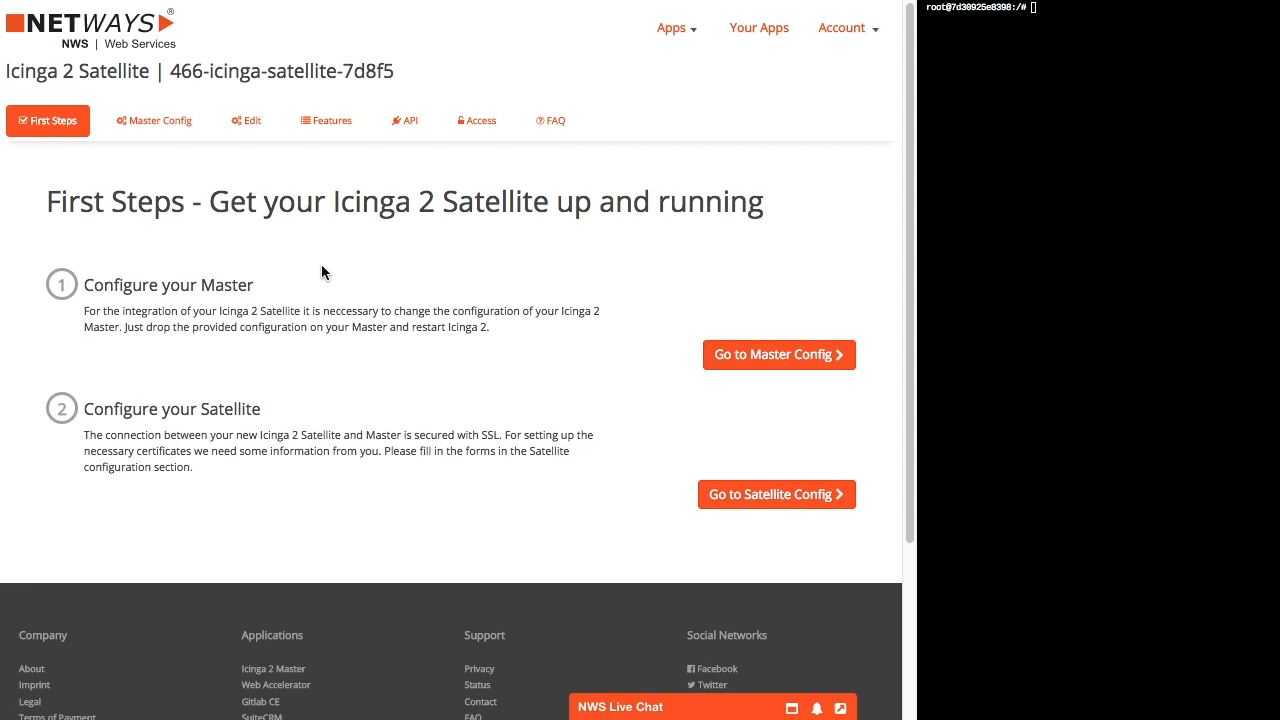 NETWAYS®
NWS | Web Services
Apps
Your Apps
Account
Icinga 2 Satellite | 466-icinga-satellite-7d8f5
First Steps
Master Config
Edit
Features
API
Access
FAQ
First Steps - Get your Icinga 2 Satellite up and running
1
Configure your Master
For the integration of your Icinga 2 Satellite it is neccessary to change the configuration of your Icinga 2
Master. Just drop the provided configuration on your Master and restart Icinga 2.
Go to Master Config
2
Configure your Satellite
The connection between your new Icinga 2 Satellite and Master is secured with SSL. For setting up the
necessary certificates we need some information from you. Please fill in the forms in the Satellite
configuration section.
Go to Satellite Config
Company
About
Imprint
Legal
Terms of Payment
Applications
Icinga 2 Master
Web Accelerator
Gitlab CE
SuiteCRM
Support
Privacy
Status
Contact
FAQ
Social Networks
Facebook
Twitter
NWS Live Chat
root@7d30925e8398:/#